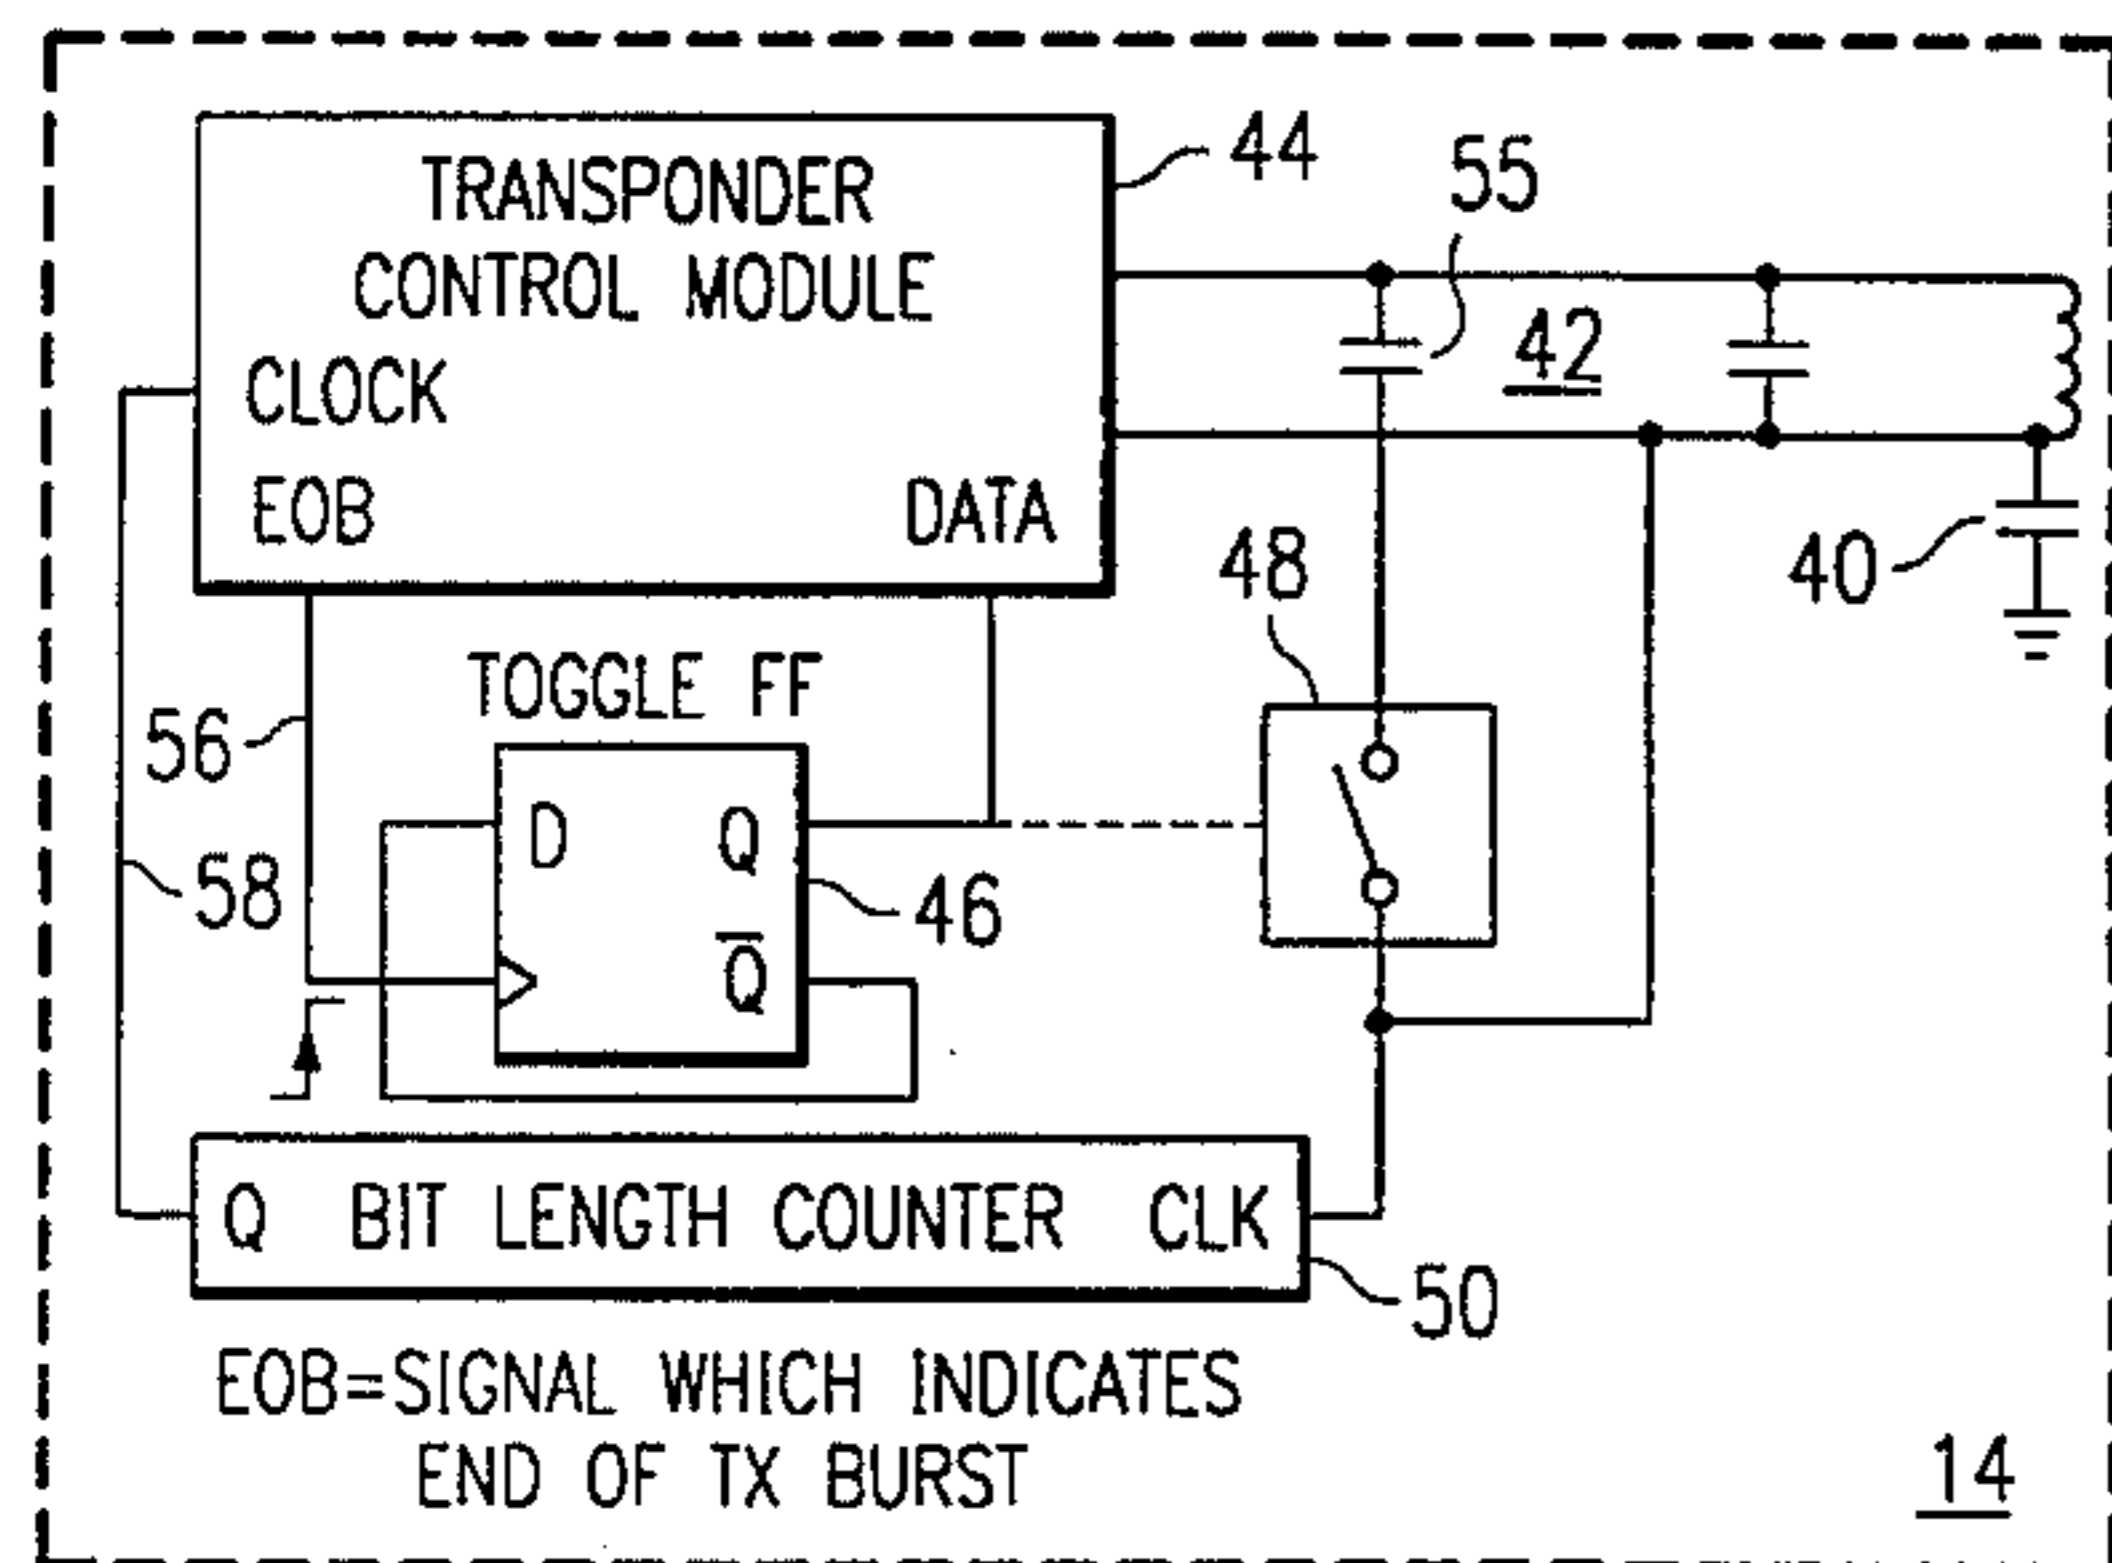 TRANSPONDER
CONTROL MODULE
CLOCK
EOB
DATA
44
55
42
40
48
TOGGLE FF
56
58
D
Q
Q̅
46
Q BIT LENGTH COUNTER CLK
50
EOB=SIGNAL WHICH INDICATES
END OF TX BURST
14